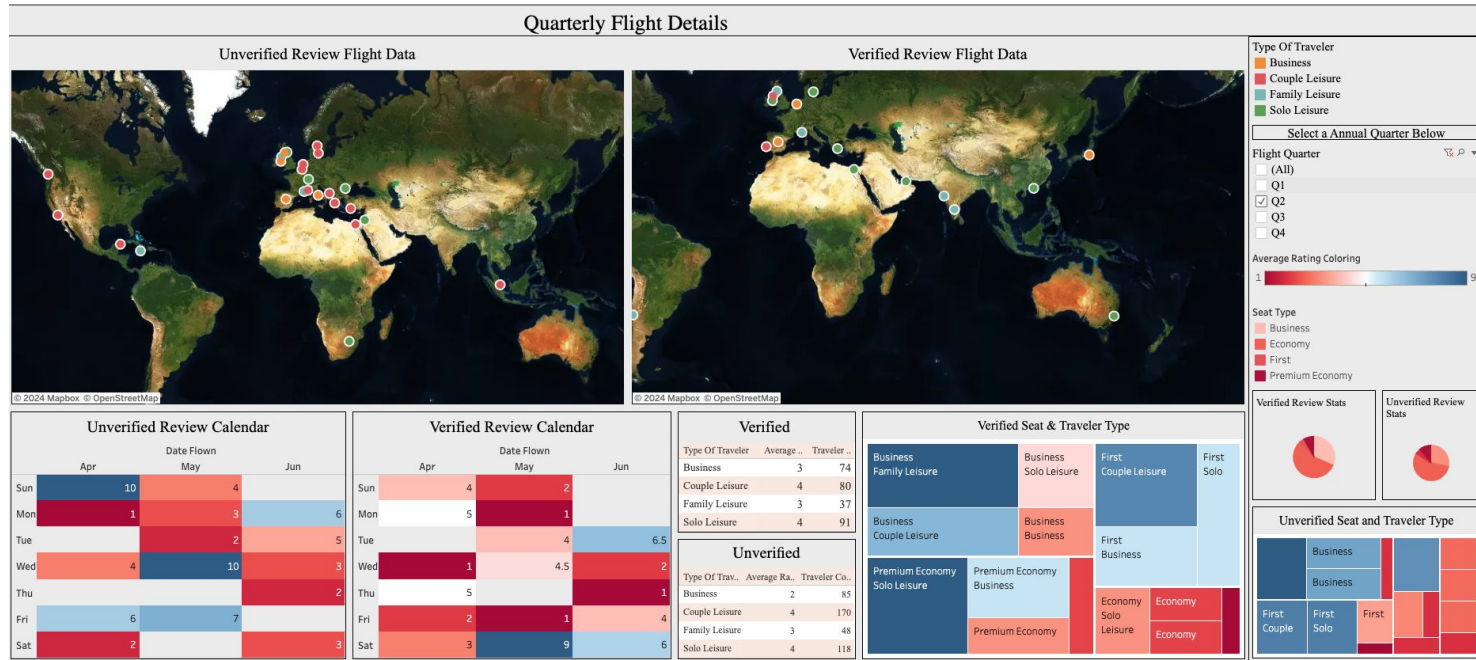 Quarterly Flight Details
Unverified Review Flight Data
Verified Review Flight Data
© 2024 Mapbox © OpenStreetMap
© 2024 Mapbox © OpenStreetMap
Type Of Traveler
Business
Couple Leisure
Family Leisure
Solo Leisure
Select a Annual Quarter Below
Flight Quarter
(All)
Q1
Q2
Q3
Q4
Average Rating Coloring
1 9
Seat Type
Business
Economy
First
Premium Economy
Verified Review Stats
Unverified Review
Stats
Unverified Review Calendar
Date Flown
Apr May Jun
Sun 10 4
Mon 1 3 6
Tue 2 5
Wed 4 10 3
Thu 2
Fri 6 7
Sat 2 3
Verified Review Calendar
Date Flown
Apr May Jun
Sun 4 2
Mon 5 1
Tue 4 6.5
Wed 1 4.5 2
Thu 5 1
Fri 2 1 4
Sat 3 9 6
Verified
Type Of Traveler Average .. Traveler ..
Business 3 74
Couple Leisure 4 80
Family Leisure 3 37
Solo Leisure 4 91
Unverified
Type Of Trav.. Average Ra.. Traveler Co..
Business 2 85
Couple Leisure 4 170
Family Leisure 3 48
Solo Leisure 4 118
Verified Seat & Traveler Type
Business
Family Leisure
Business
Solo Leisure
First
Couple Leisure
First
Solo
Business
Couple Leisure
Business
Business
First
Business
Premium Economy
Solo Leisure
Premium Economy
Business
Premium Economy
Economy
Solo
Leisure
Economy
Economy
Unverified Seat and Traveler Type
Business
Business
First
Couple
First
Solo
First